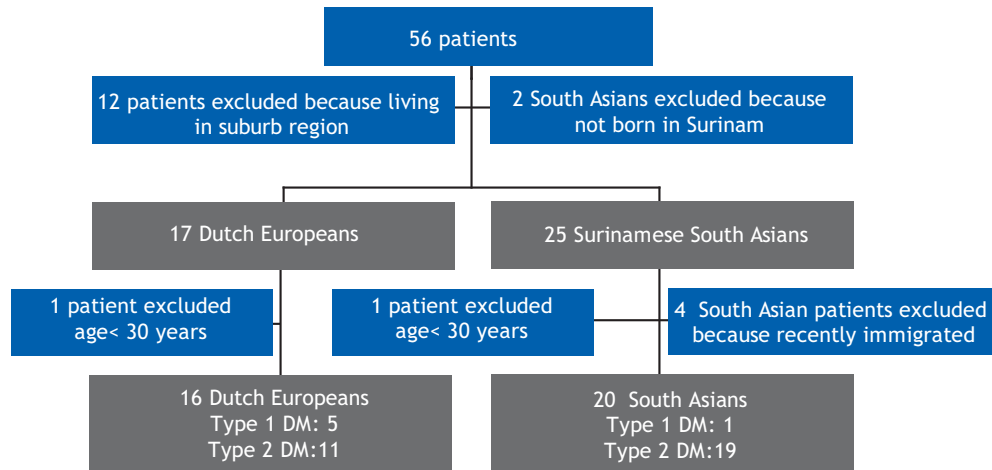 56 patients
12 patients excluded because living
in suburb region
2 South Asians excluded because
not born in Surinam
17 Dutch Europeans
25 Surinamese South Asians
1 patient excluded
age< 30 years
1 patient excluded
age< 30 years
4 South Asian patients excluded
because recently immigrated
16 Dutch Europeans
Type 1 DM: 5
Type 2 DM:11
20 South Asians
Type 1 DM: 1
Type 2 DM:19